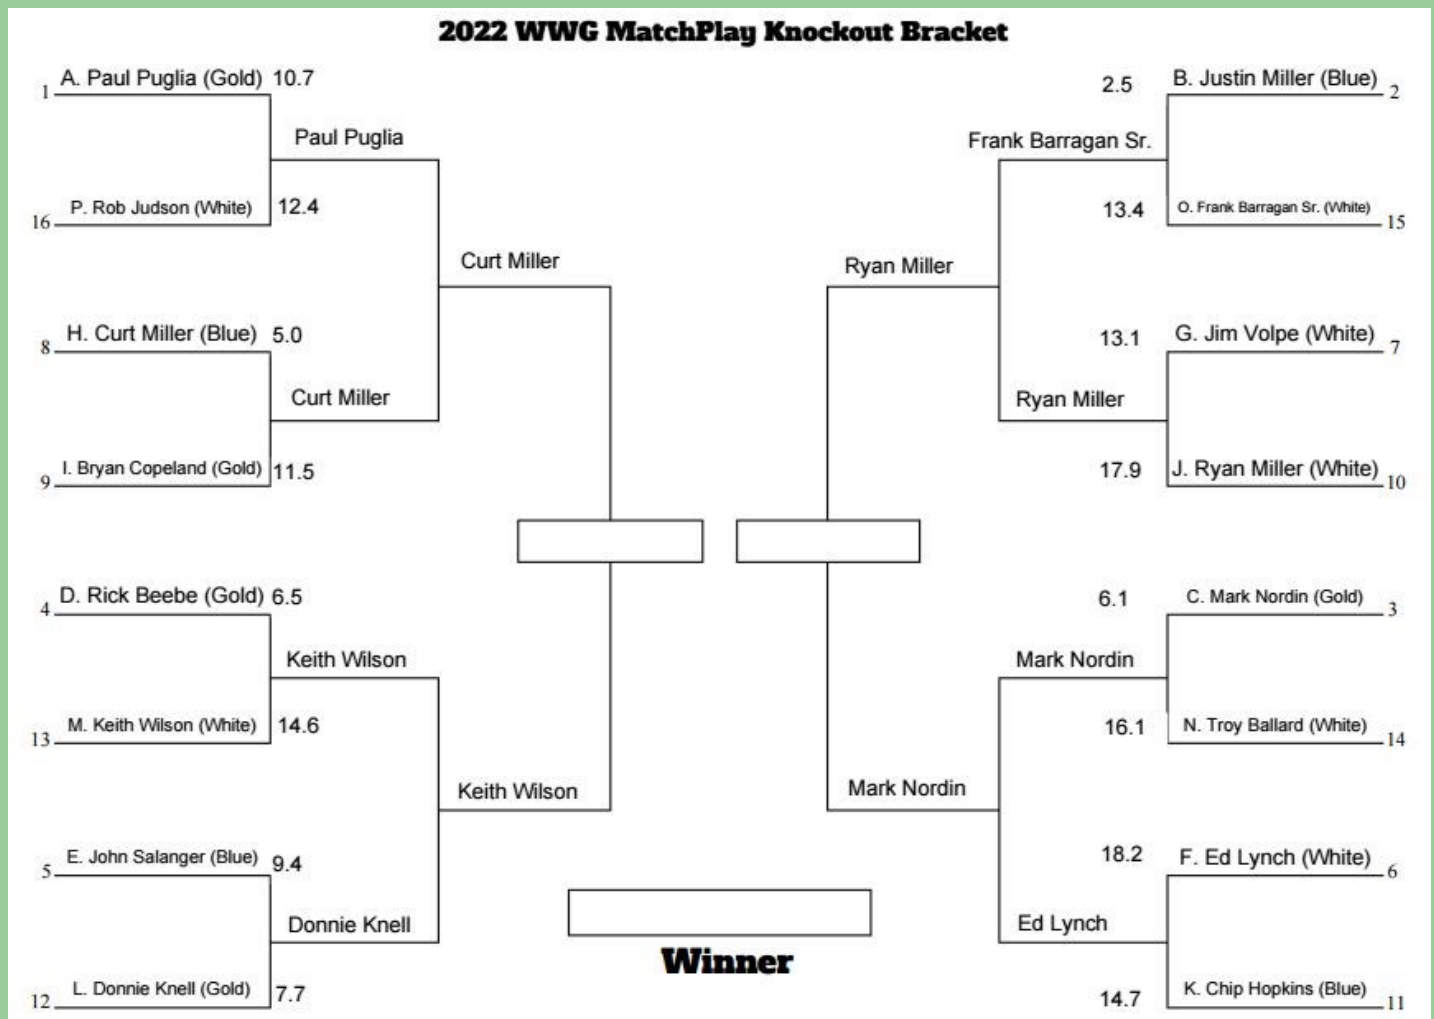 2022 WWG MatchPlay Knockout Bracket
1 A. Paul Puglia (Gold) 10.7
Paul Puglia
16 P. Rob Judson (White) 12.4
Curt Miller
8 H. Curt Miller (Blue) 5.0
Curt Miller
9 I. Bryan Copeland (Gold) 11.5
4 D. Rick Beebe (Gold) 6.5
Keith Wilson
13 M. Keith Wilson (White) 14.6
Keith Wilson
5 E. John Salanger (Blue) 9.4
Donnie Knell
12 L. Donnie Knell (Gold) 7.7
2.5 B. Justin Miller (Blue) 2
Frank Barragan Sr.
13.4 O. Frank Barragan Sr. (White) 15
Ryan Miller
13.1 G. Jim Volpe (White) 7
Ryan Miller
17.9 J. Ryan Miller (White) 10
6.1 C. Mark Nordin (Gold) 3
Mark Nordin
16.1 N. Troy Ballard (White) 14
Mark Nordin
18.2 F. Ed Lynch (White) 6
Ed Lynch
14.7 K. Chip Hopkins (Blue) 11
Winner